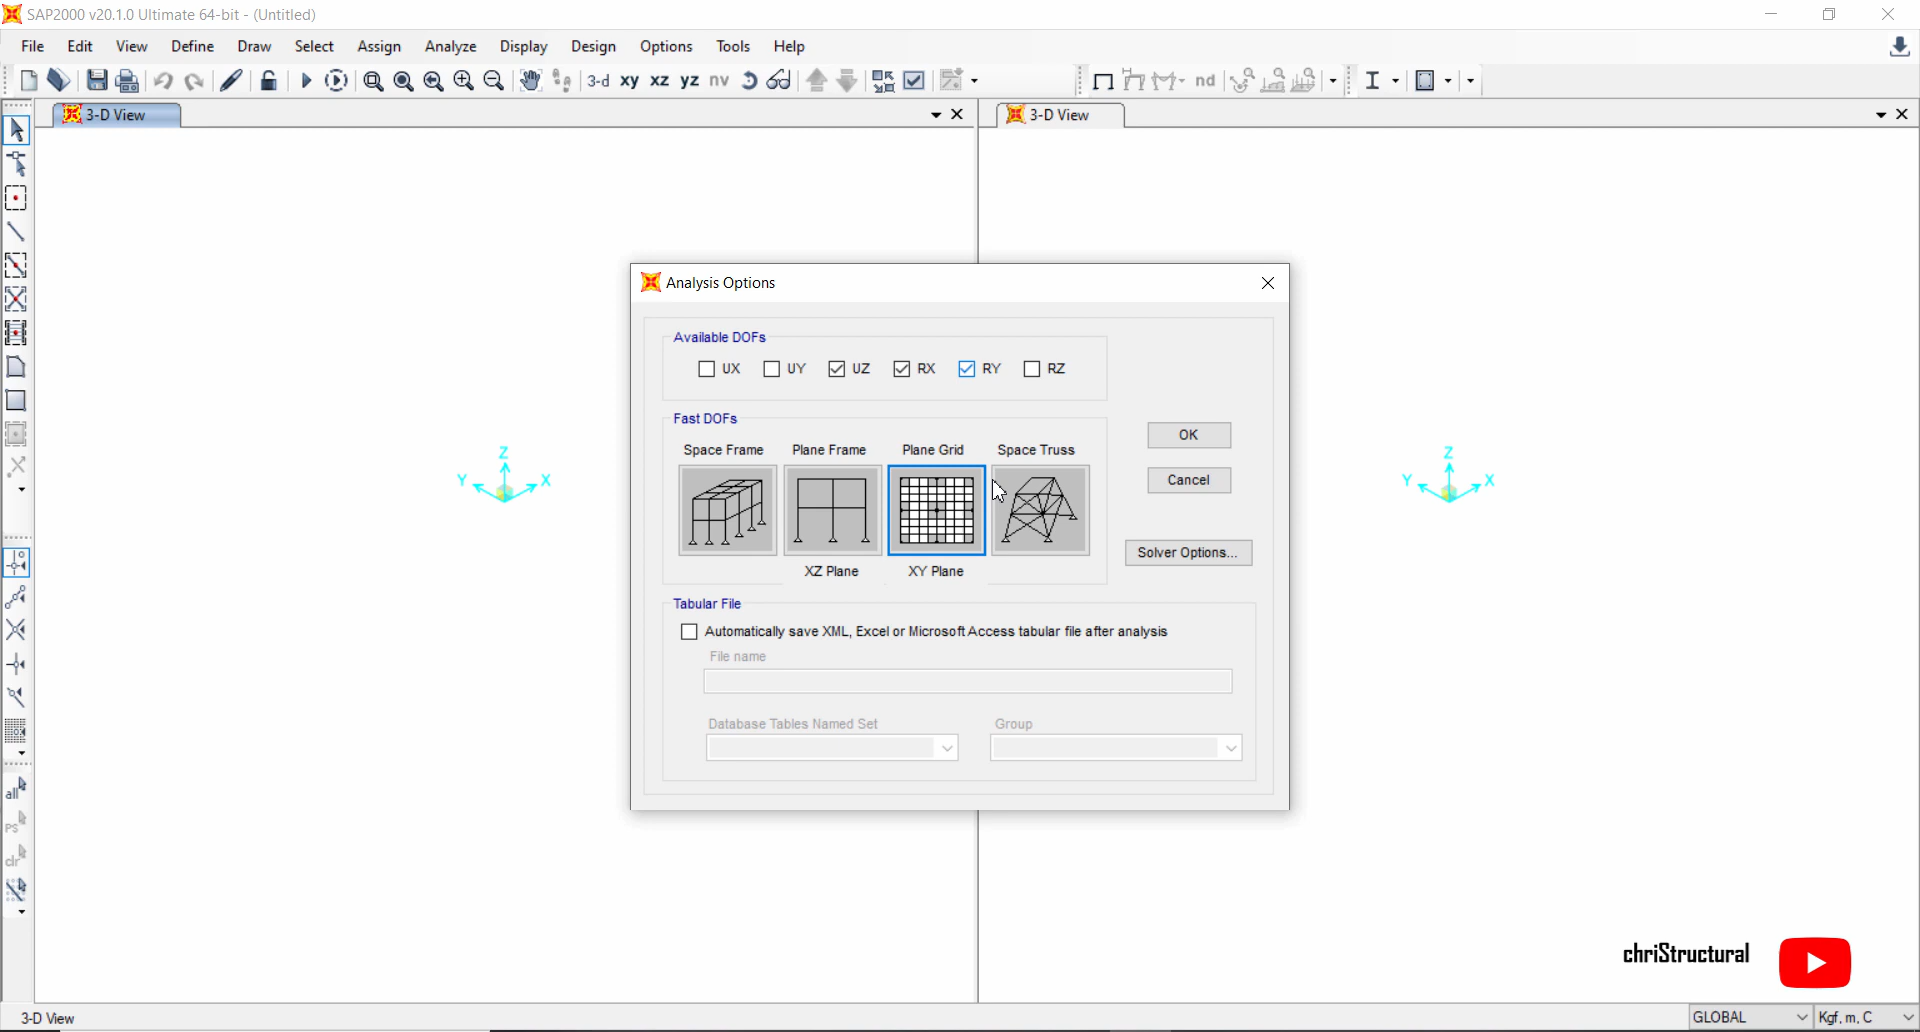 SAP2000 v20.1.0 Ultimate 64-bit - (Untitled)
File Edit View Define Draw Select Assign Analyze Display Design Options Tools Help
3-d xy xz yz nv nd
3-D View
3-D View
Analysis Options
Available DOFs
UX UY UZ RX RY RZ
Fast DOFs
Space Frame Plane Frame Plane Grid Space Truss
XZ Plane XY Plane
OK
Cancel
Solver Options...
Tabular File
Automatically save XML, Excel or Microsoft Access tabular file after analysis
File name
Database Tables Named Set Group
Z
Y X
Z
Y X
all
PS
clr
chriStructural
3-D View GLOBAL Kgf, m, C